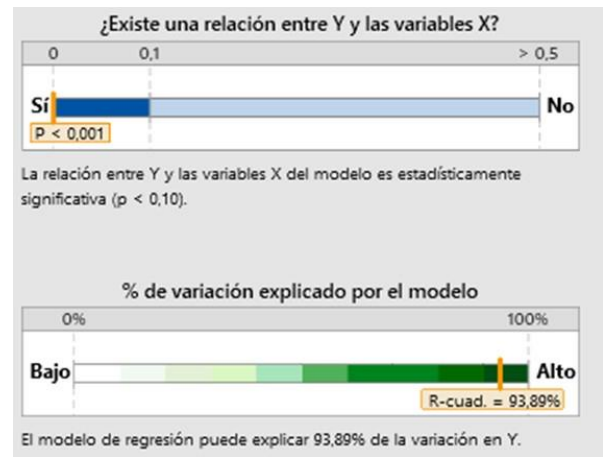 ¿Existe una relación entre Y y las variables X?
0 0,1 > 0,5
Sí No
P < 0,001
La relación entre Y y las variables X del modelo es estadísticamente
significativa (p < 0,10).
% de variación explicado por el modelo
0% 100%
Bajo Alto
R-cuad. = 93,89%
El modelo de regresión puede explicar 93,89% de la variación en Y.